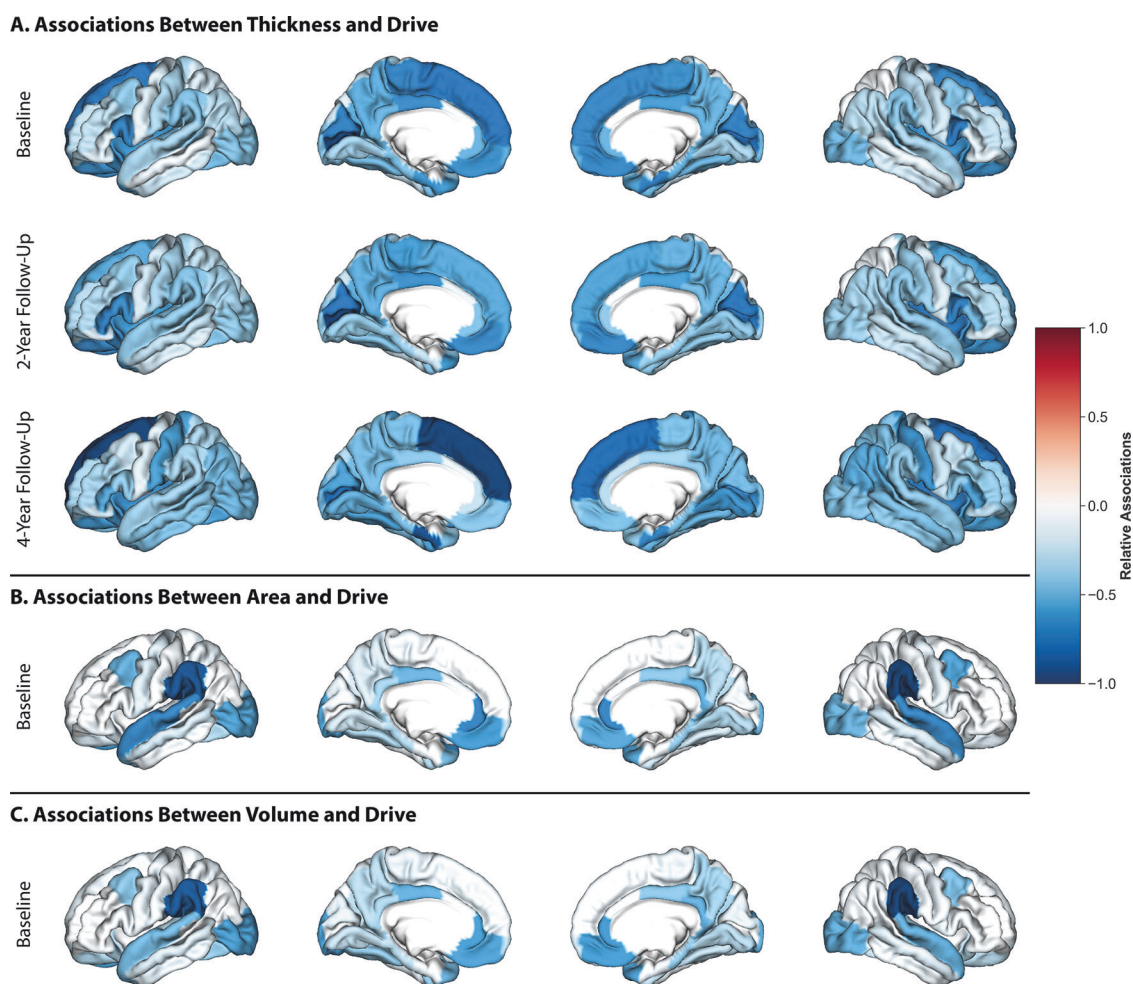 A. Associations Between Thickness and Drive
Baseline
2-Year Follow-Up
4-Year Follow-Up
1.0
0.5
0.0
−0.5
−1.0
Relative Associations
B. Associations Between Area and Drive
Baseline
C. Associations Between Volume and Drive
Baseline